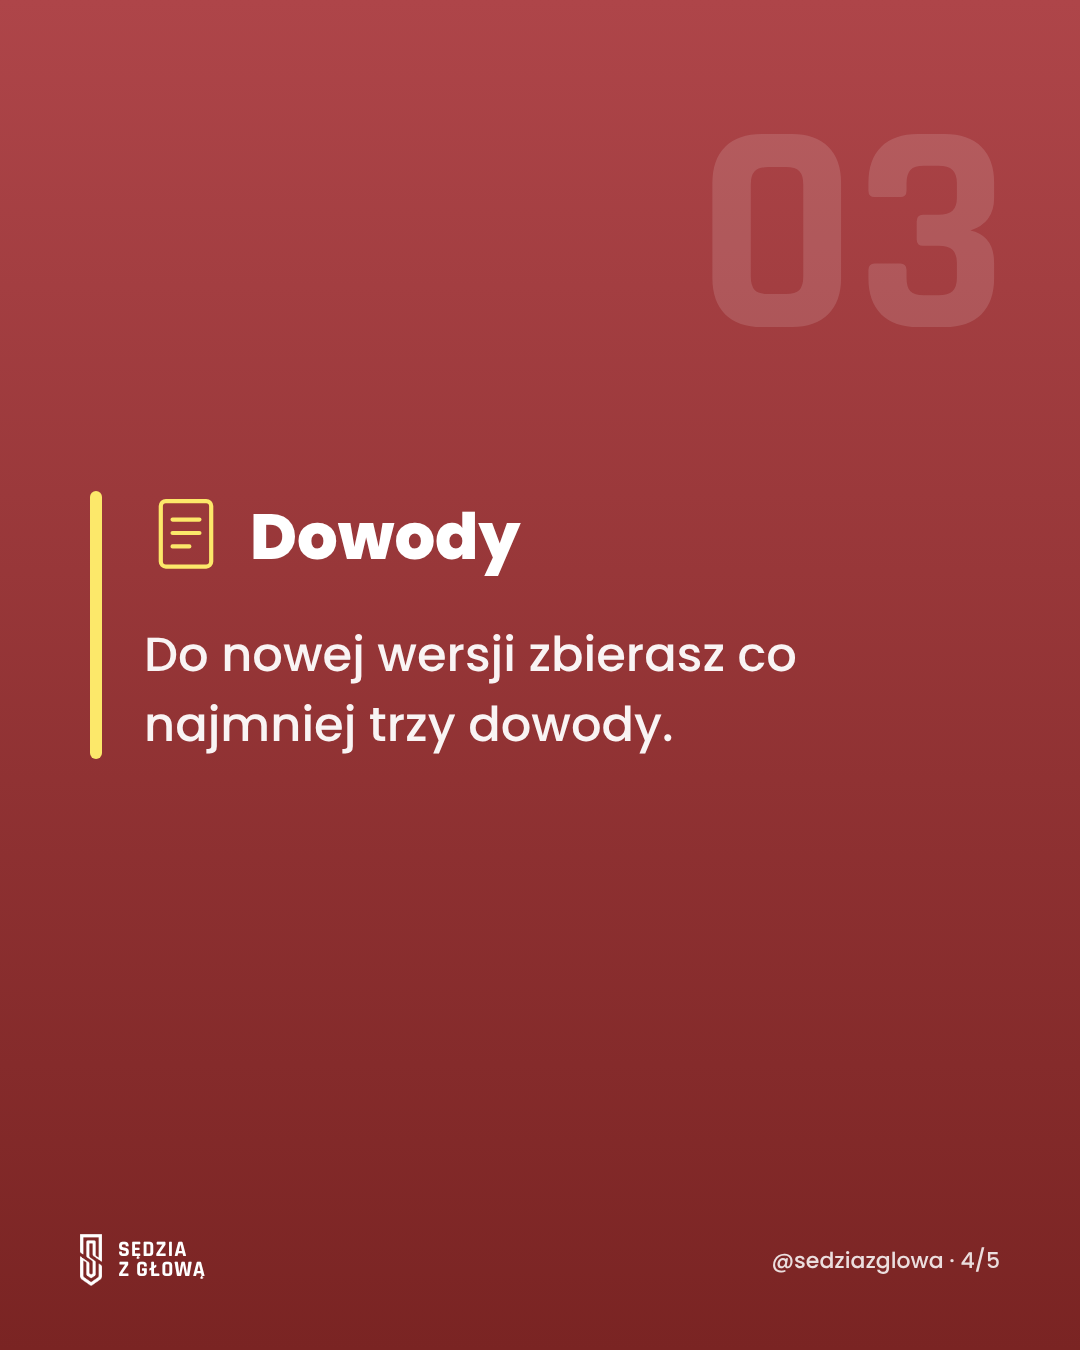 03
Dowody
Do nowej wersji zbierasz co
najmniej trzy dowody.
SĘDZIA
Z GŁOWĄ
@sedziazglowa · 4/5